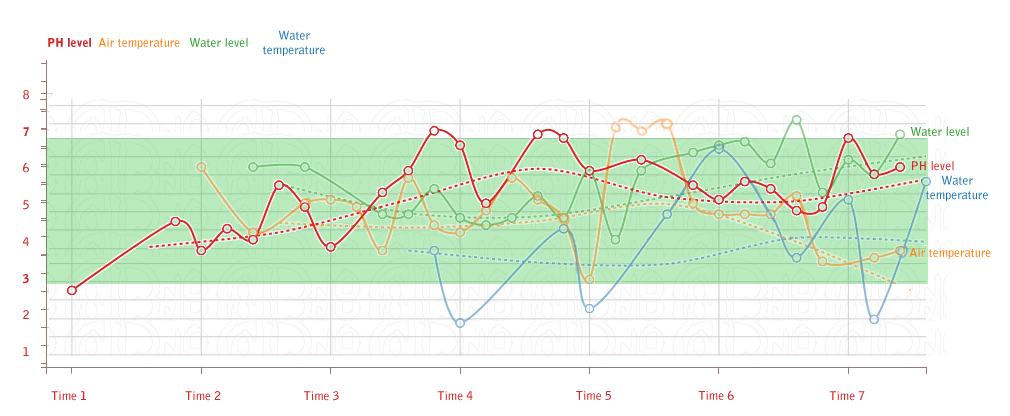 PH level Air temperature Water level Water
temperature
8
7
6
5
4
3
2
1
Water level
PH level
Water
temperature
Air temperature
Time 1 Time 2 Time 3 Time 4 Time 5 Time 6 Time 7